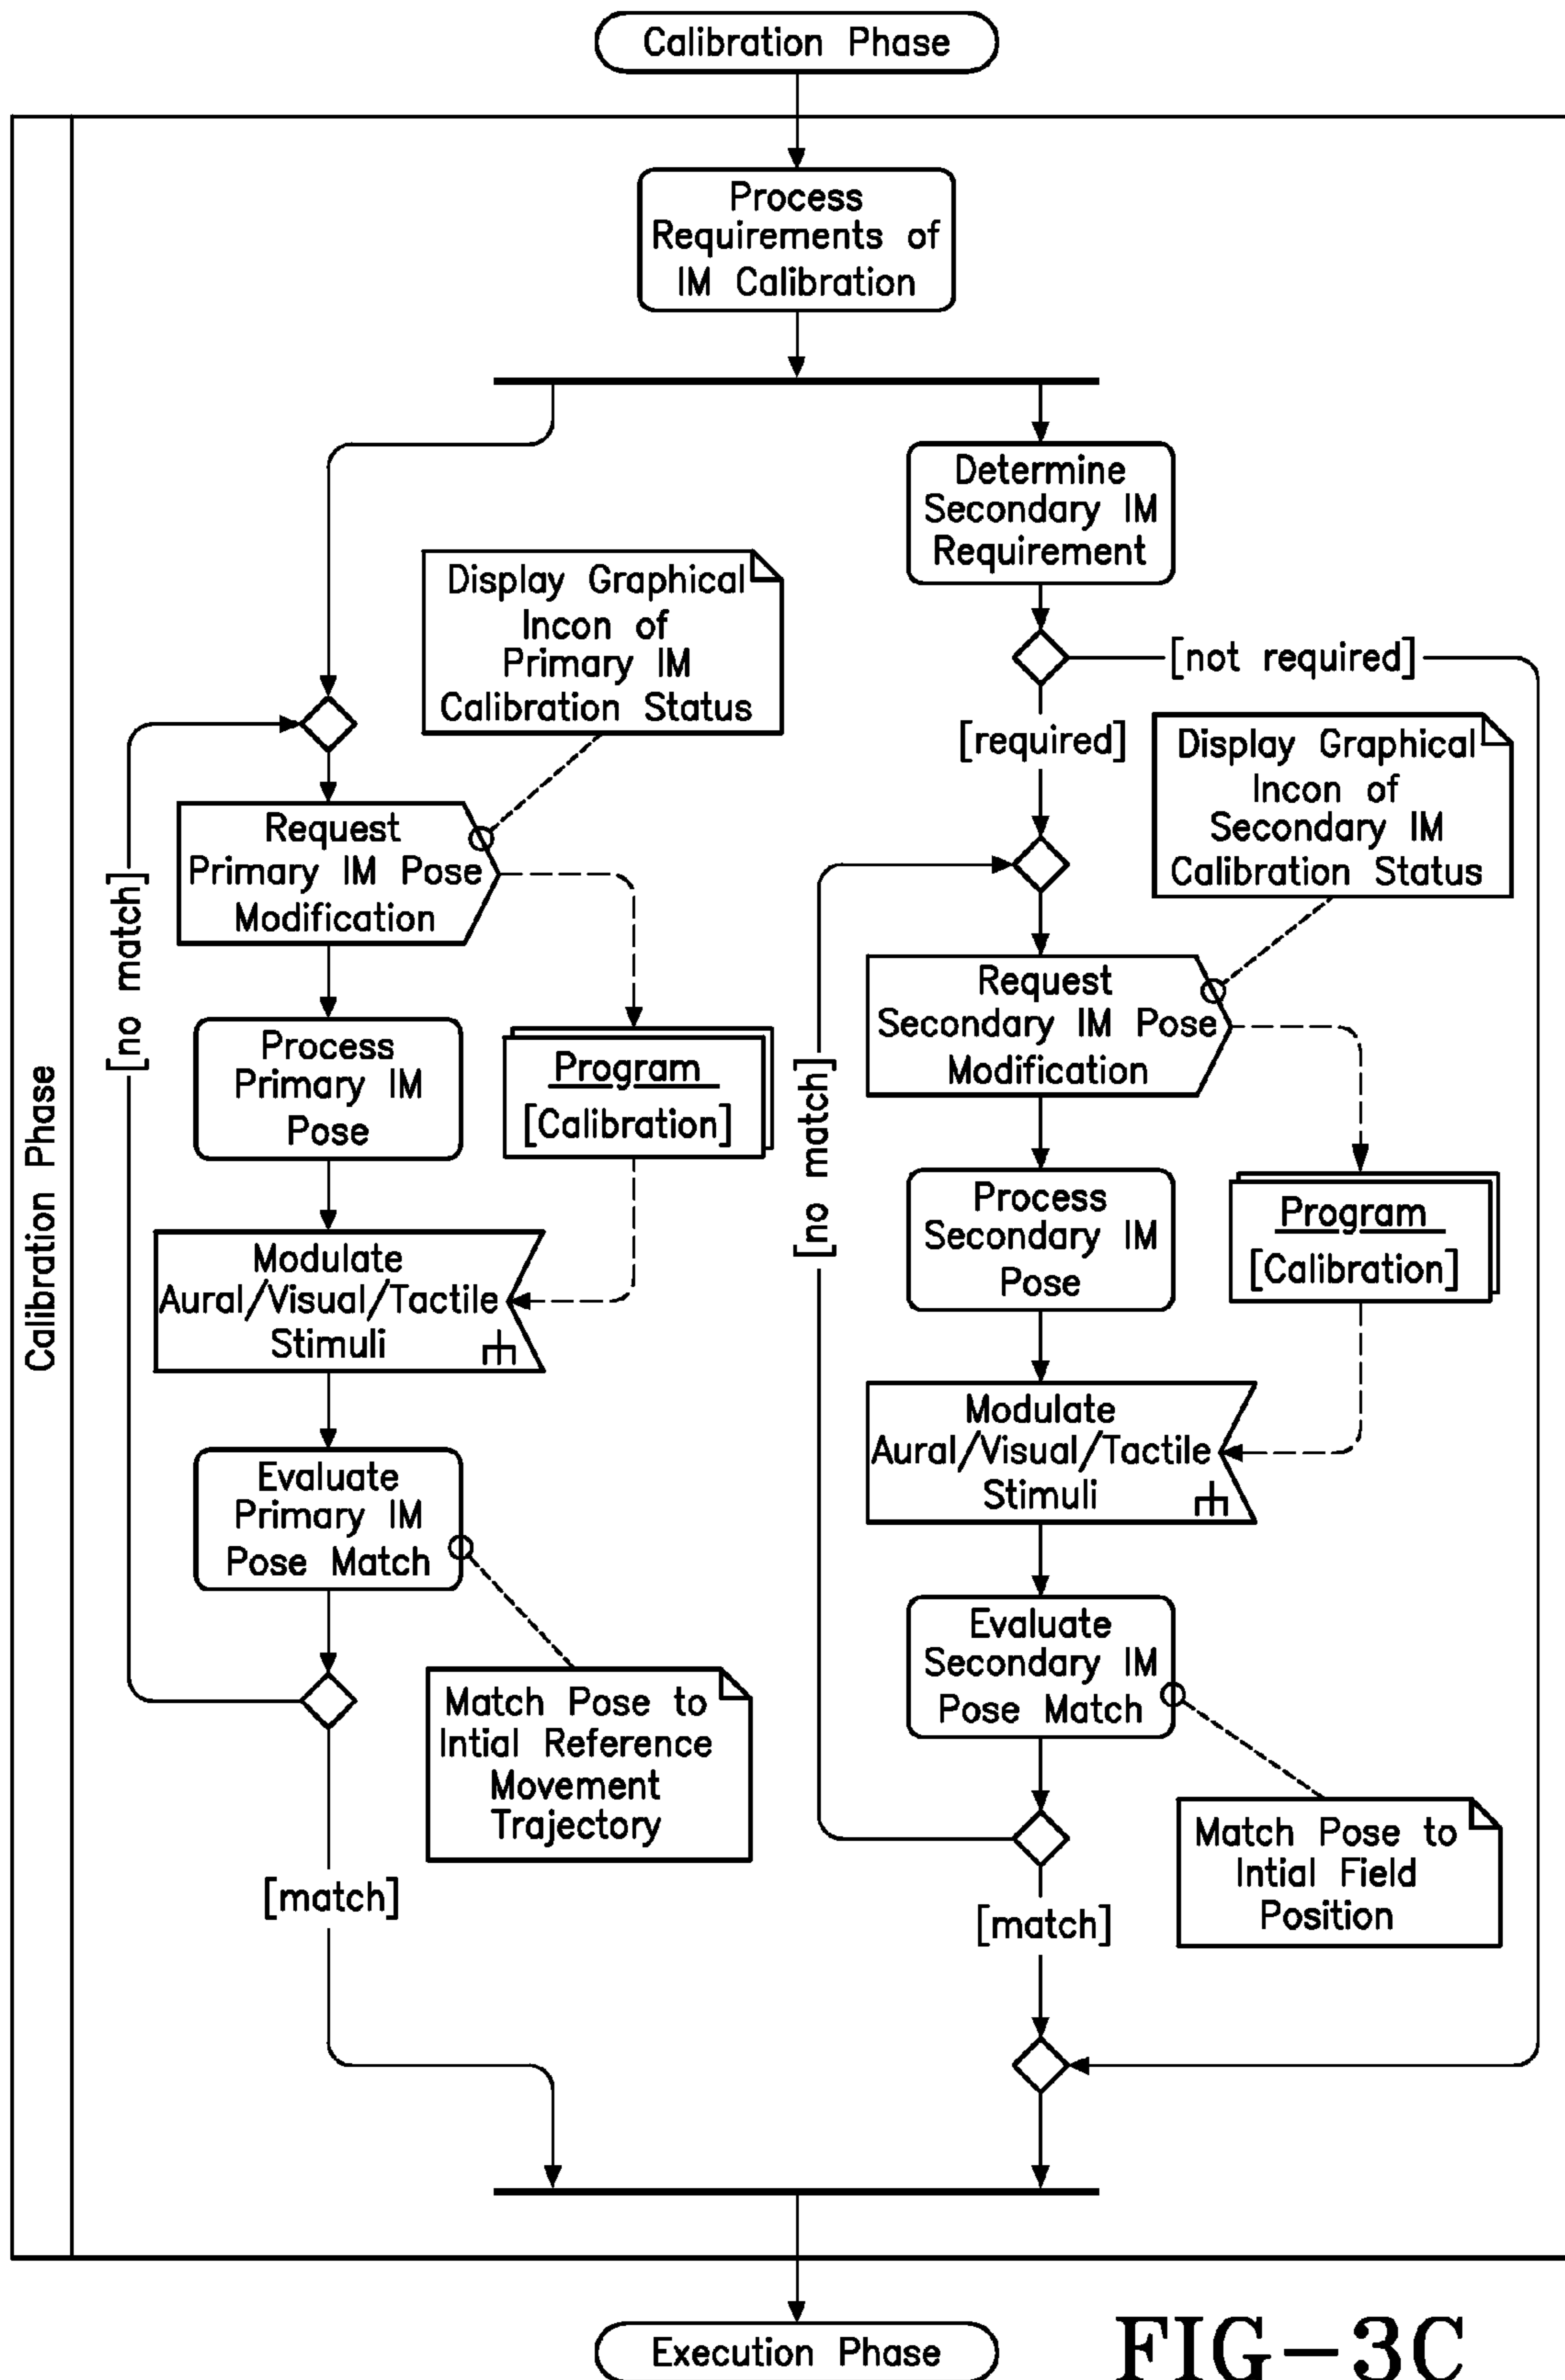 Calibration Phase
Calibration Phase
Process
Requirements of
IM Calibration
Determine
Secondary IM
Requirement
[not required]
[required]
Display Graphical
Incon of
Primary IM
Calibration Status
Request
Primary IM Pose
Modification
[no match]
Process
Primary IM
Pose
Program
[Calibration]
Modulate
Aural/Visual/Tactile
Stimuli
Evaluate
Primary IM
Pose Match
Match Pose to
Intial Reference
Movement
Trajectory
[match]
Display Graphical
Incon of
Secondary IM
Calibration Status
Request
Secondary IM Pose
Modification
[no match]
Process
Secondary IM
Pose
Program
[Calibration]
Modulate
Aural/Visual/Tactile
Stimuli
Evaluate
Secondary IM
Pose Match
Match Pose to
Intial Field
Position
[match]
Execution Phase
FIG-3C